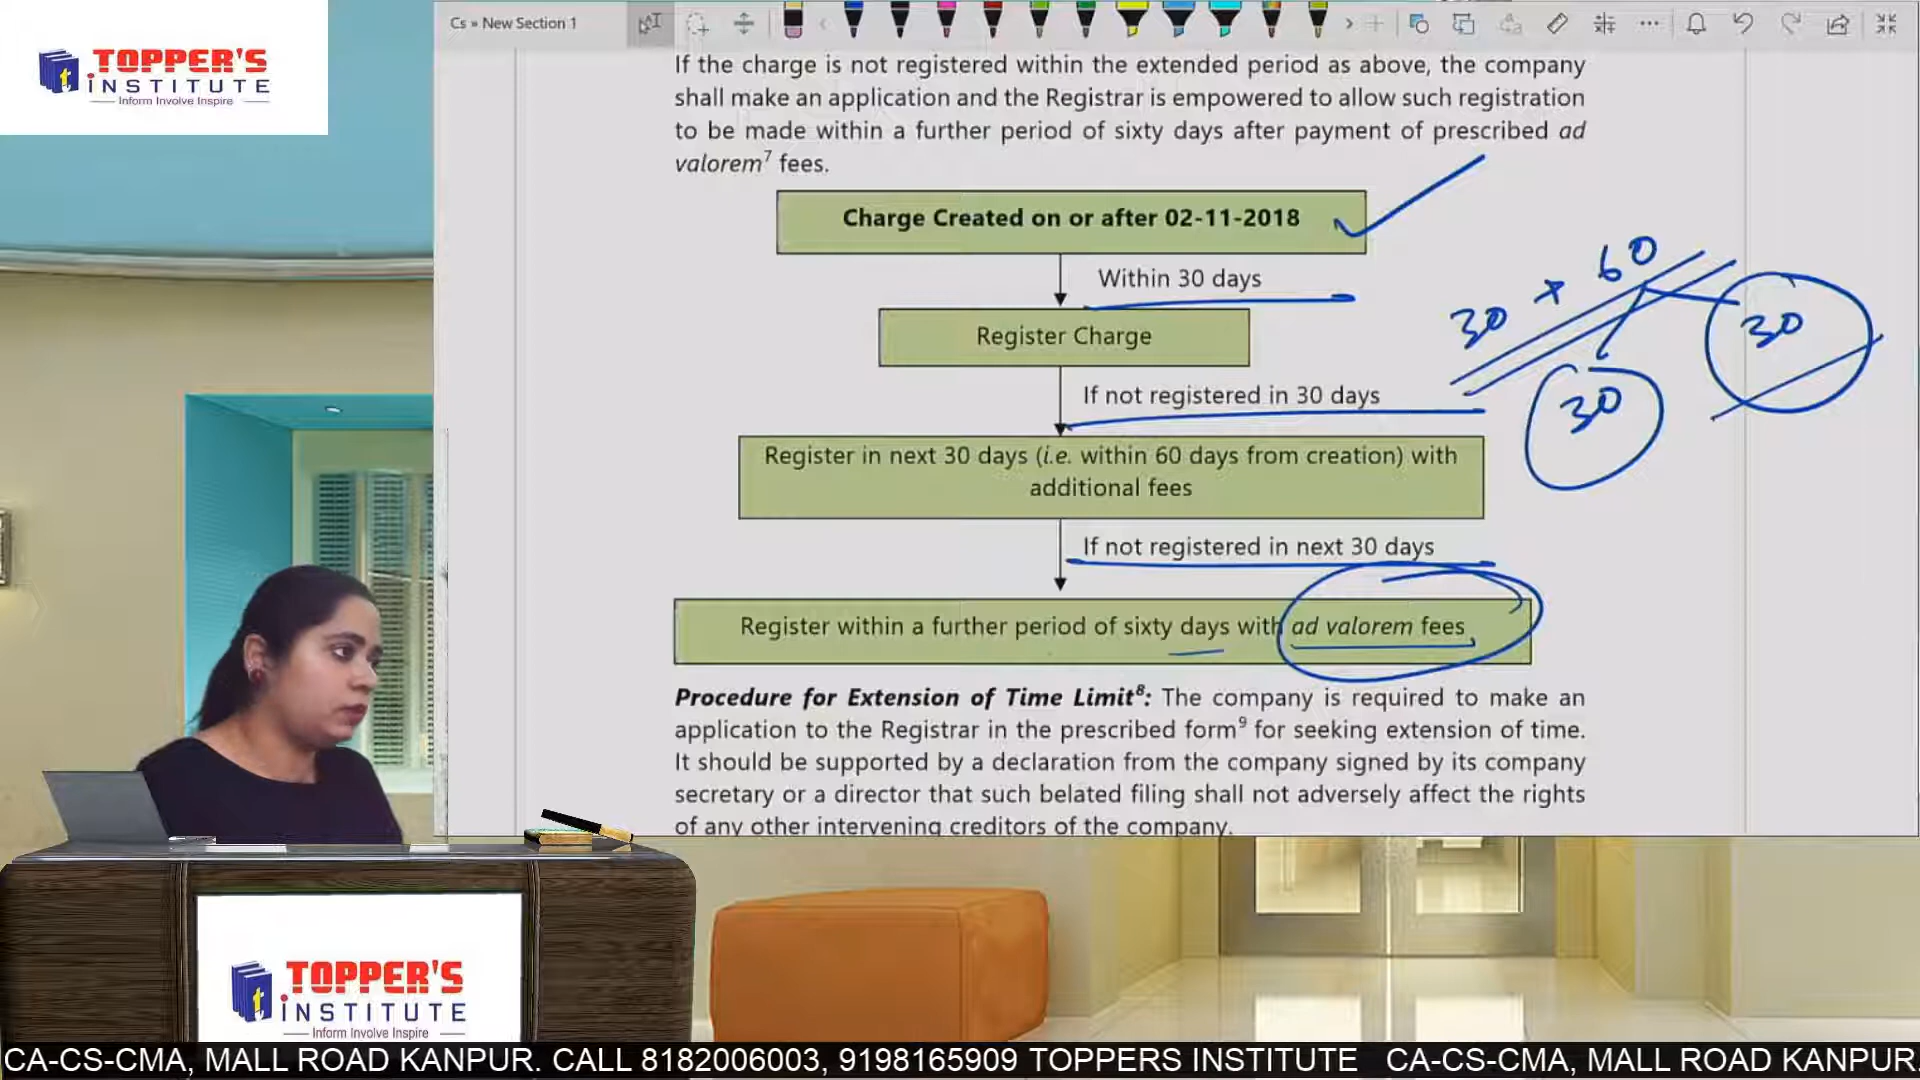 TOPPER'S
INSTITUTE
Inform Involve Inspire
Cs » New Section 1
If the charge is not registered within the extended period as above, the company
shall make an application and the Registrar is empowered to allow such registration
to be made within a further period of sixty days after payment of prescribed ad
valorem7 fees.
Charge Created on or after 02-11-2018
Within 30 days
Register Charge
If not registered in 30 days
Register in next 30 days (i.e. within 60 days from creation) with
additional fees
If not registered in next 30 days
Register within a further period of sixty days with ad valorem fees
30 + 60
30
30
Procedure for Extension of Time Limit8: The company is required to make an
application to the Registrar in the prescribed form9 for seeking extension of time.
It should be supported by a declaration from the company signed by its company
secretary or a director that such belated filing shall not adversely affect the rights
of any other intervening creditors of the company.
TOPPER'S
INSTITUTE
Inform Involve Inspire
CA-CS-CMA, MALL ROAD KANPUR. CALL 8182006003, 9198165909 TOPPERS INSTITUTE CA-CS-CMA, MALL ROAD KANPUR.